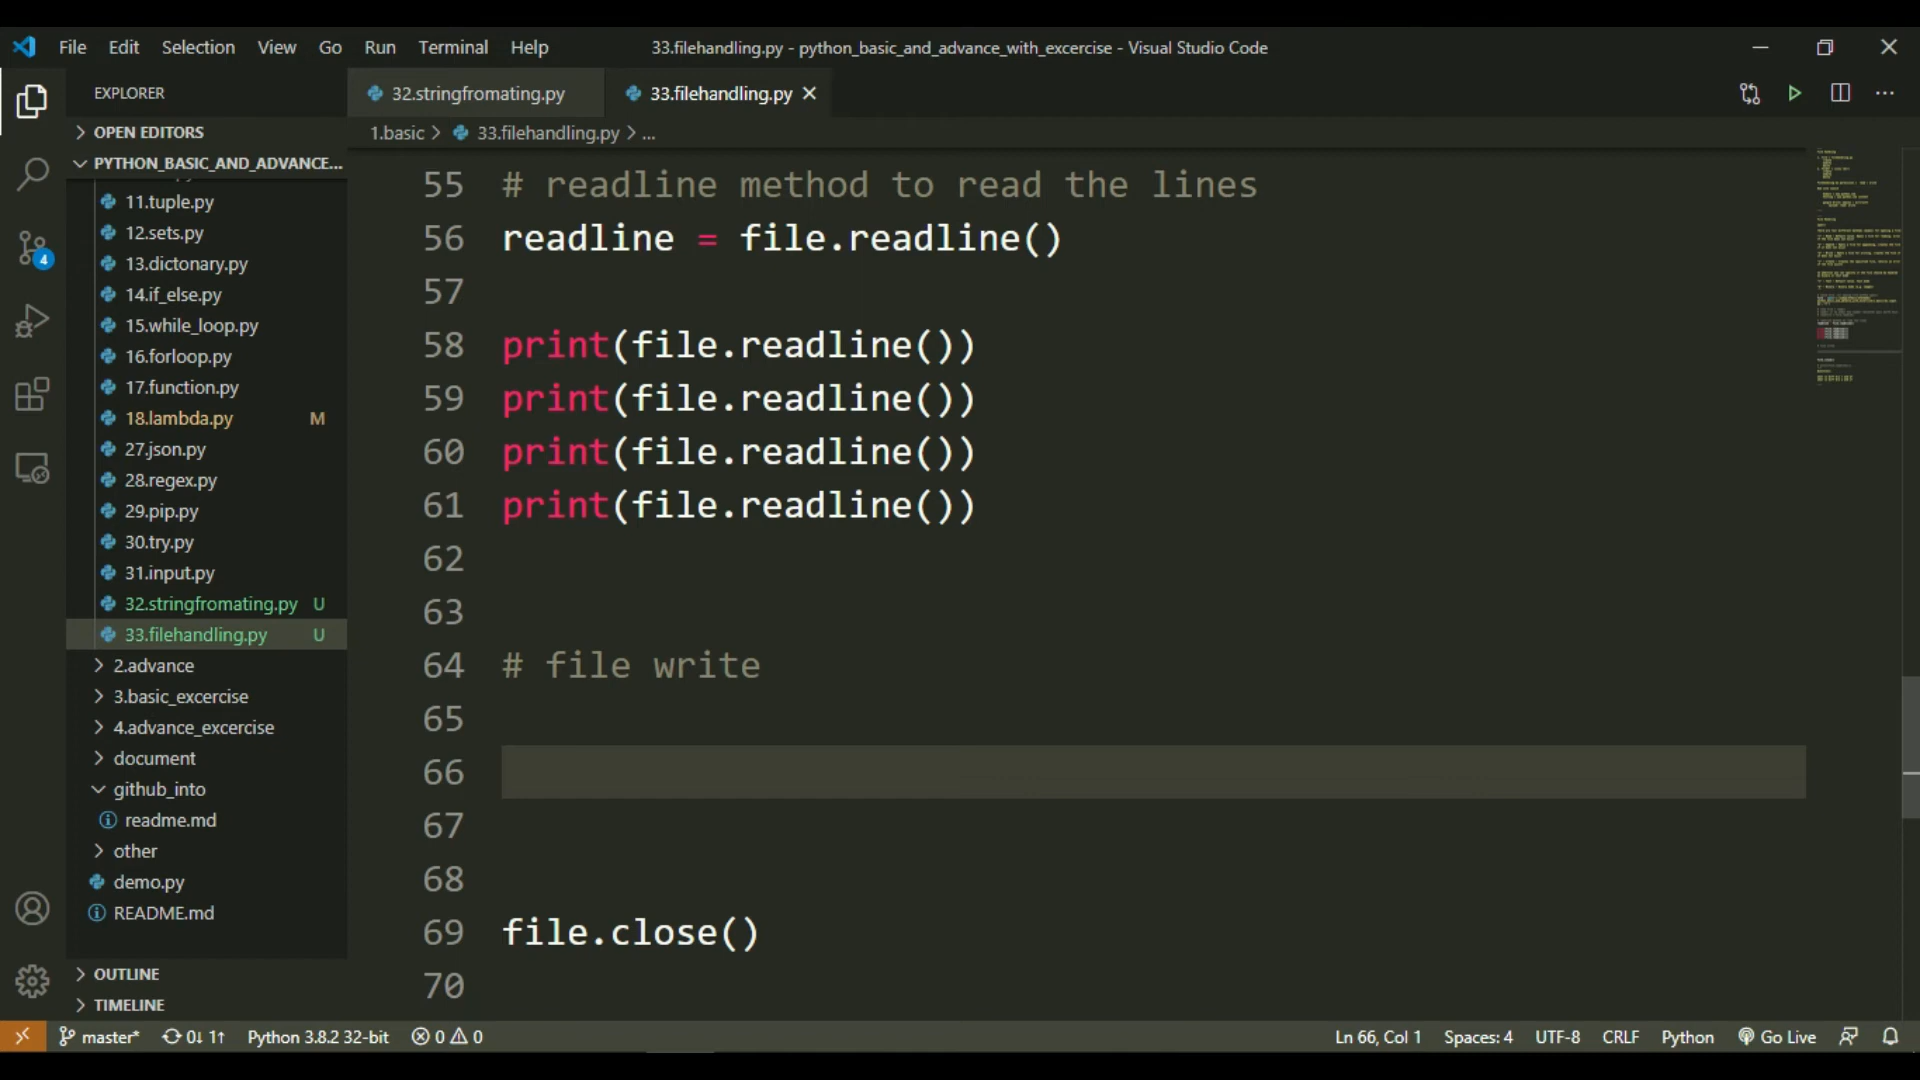 File Edit Selection View Go Run Terminal Help 33.filehandling.py - python_basic_and_advance_with_excercise - Visual Studio Code
EXPLORER
32.stringfromating.py 33.filehandling.py
OPEN EDITORS
1.basic > 33.filehandling.py > ...
PYTHON_BASIC_AND_ADVANCE...
11.tuple.py
12.sets.py
13.dictonary.py
14.if_else.py
15.while_loop.py
16.forloop.py
17.function.py
18.lambda.py M
27.json.py
28.regex.py
29.pip.py
30.try.py
31.input.py
32.stringfromating.py U
33.filehandling.py U
2.advance
3.basic_excercise
4.advance_excercise
document
github_into
readme.md
other
demo.py
README.md
OUTLINE
TIMELINE
4
55 # readline method to read the lines
56 readline = file.readline()
57
58 print(file.readline())
59 print(file.readline())
60 print(file.readline())
61 print(file.readline())
62
63
64 # file write
65
66
67
68
69 file.close()
70
master* 0↓ 1↑ Python 3.8.2 32-bit 0 0 Ln 66, Col 1 Spaces: 4 UTF-8 CRLF Python Go Live